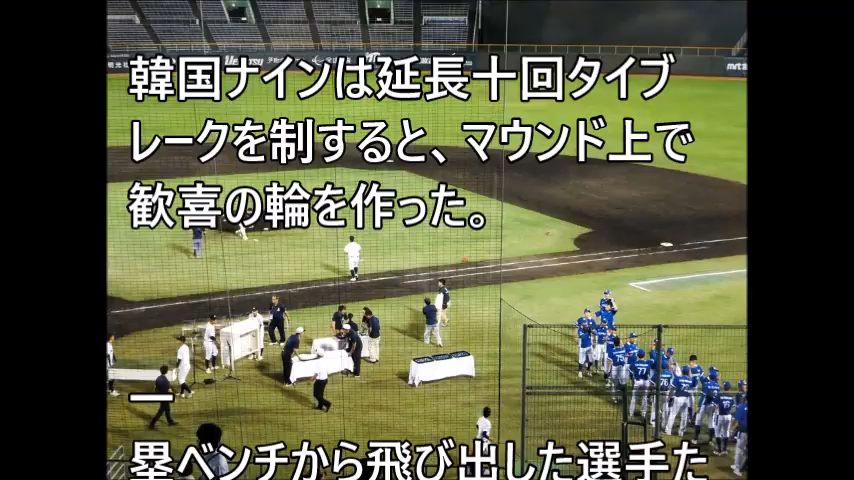 韓国ナインは延長十回タイブ
レークを制すると、マウンド上で
歓喜の輪を作った。
一
塁ベンチから飛び出した選手た